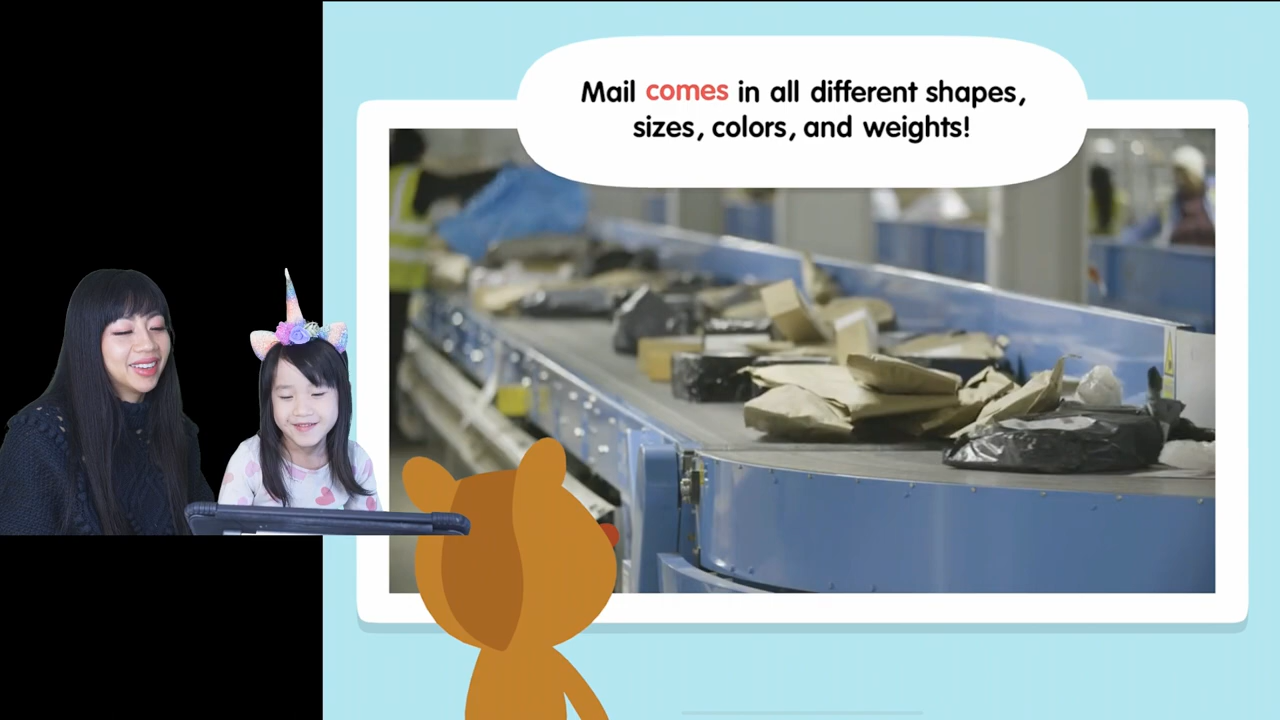 Mail comes in all different shapes,
sizes, colors, and weights!